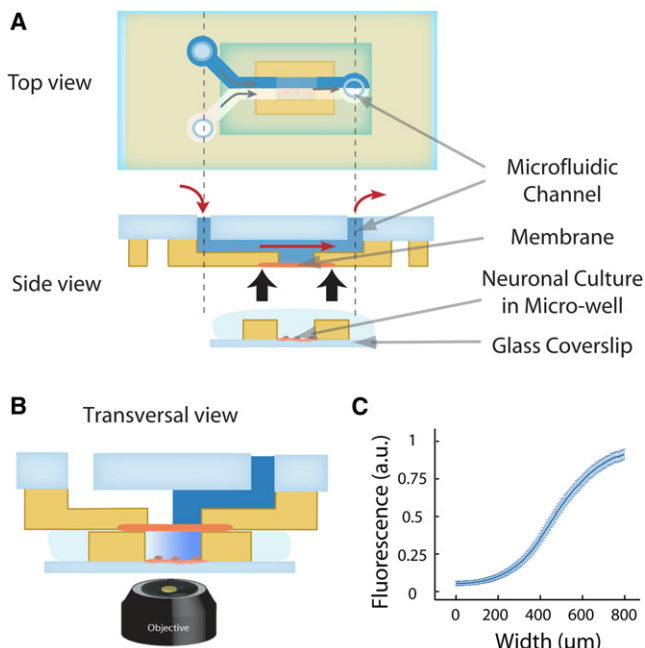 A
Top view
Microfluidic
Channel
Membrane
Side view
Neuronal Culture
in Micro-well
Glass Coverslip
B
Transversal view
Objective
C
Fluorescence (a.u.)
1
0.75
0.5
0.25
0
0 200 400 600 800
Width (μm)